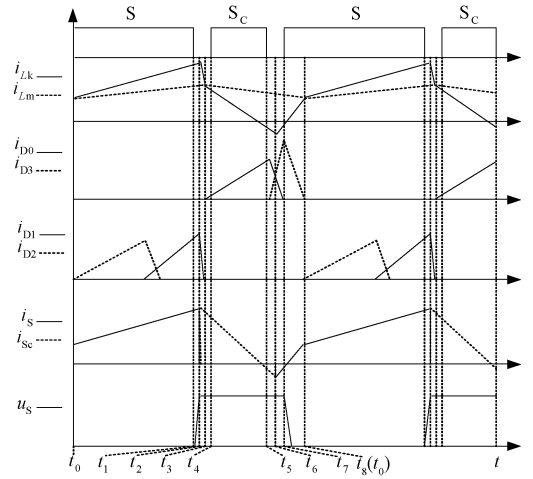 S S_C S S_C
i_Lk
i_Lm
i_D0
i_D3
i_D1
i_D2
i_S
i_Sc
u_S
t_0 t_1 t_2 t_3 t_4 t_5 t_6 t_7 t_8(t_0) t